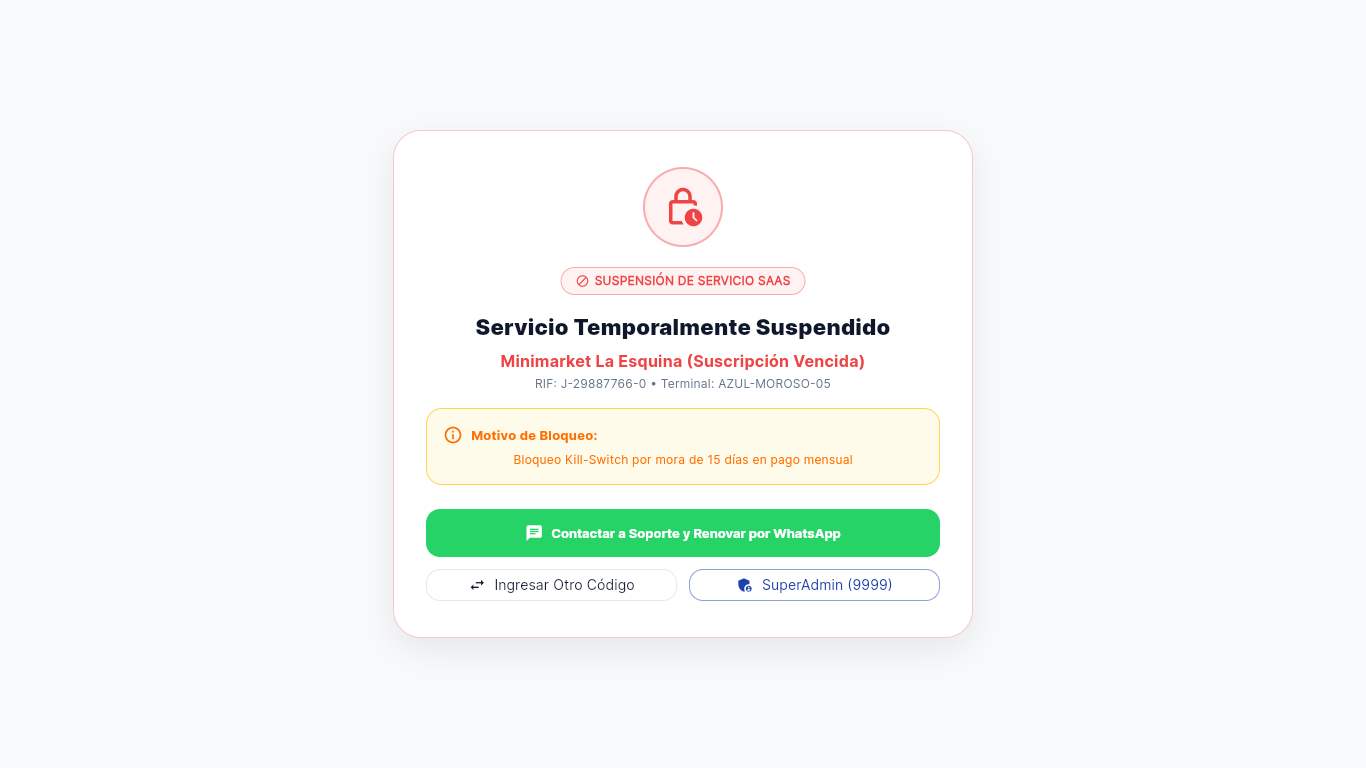 SUSPENSIÓN DE SERVICIO SAAS
Servicio Temporalmente Suspendido
Minimarket La Esquina (Suscripción Vencida)
RIF: J-29887766-0 • Terminal: AZUL-MOROSO-05
Motivo de Bloqueo:
Bloqueo Kill-Switch por mora de 15 días en pago mensual
Contactar a Soporte y Renovar por WhatsApp
Ingresar Otro Código
SuperAdmin (9999)